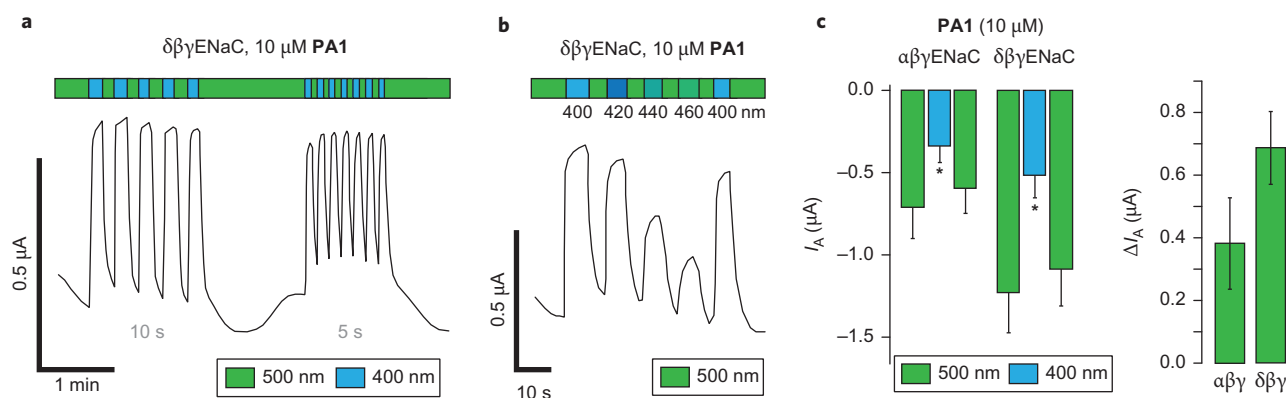 a
δβγENaC, 10 μM PA1
0.5 μA
1 min
10 s
5 s
500 nm
400 nm
b
δβγENaC, 10 μM PA1
400
420
440
460
400 nm
0.5 μA
10 s
500 nm
c
PA1 (10 μM)
αβγENaC
δβγENaC
0.0
−0.5
−1.0
−1.5
I_A (μA)
*
*
500 nm
400 nm
ΔI_A (μA)
0.8
0.6
0.4
0.2
0.0
αβγ
δβγ